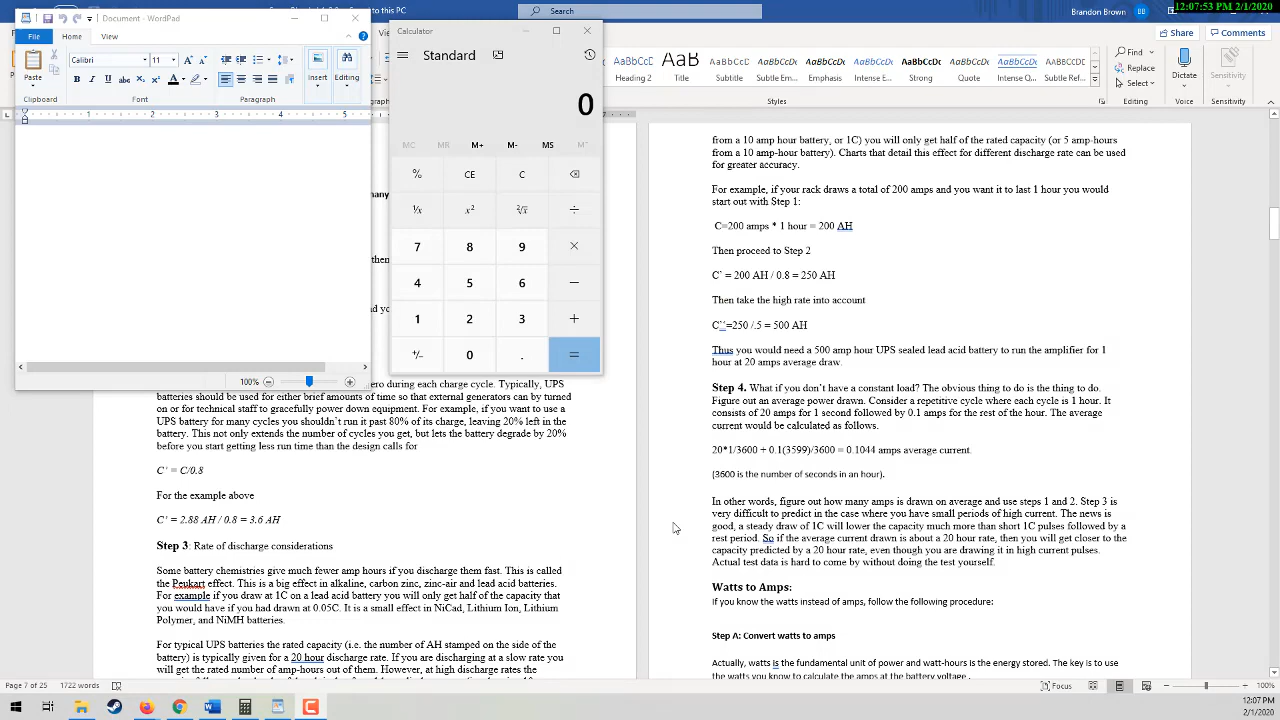 Document - WordPad
File
Home
View
Paste
Clipboard
Calibri
11
Font
Paragraph
Insert
Editing
1
2
3
4
5
100%
Calculator
Standard
0
MC
MR
M+
M-
MS
%
CE
C
7
8
9
4
5
6
1
2
3
0
.
=
Search
Brandon Brown
BB
12:07:53 PM 2/1/2020
to this PC
Share
Comments
Heading 2
Title
Subtitle
Subtle Em...
Emphasis
Intense E...
Strong
Quote
Intense Q...
Styles
Find
Replace
Select
Editing
Dictate
Voice
Sensitivity
Sensitivity
many
then
nd yo
ero during each charge cycle. Typically, UPS
batteries should be used for either brief amounts of time so that external generators can by turned
on or for technical staff to gracefully power down equipment. For example, if you want to use a
UPS battery for many cycles you shouldn't run it past 80% of its charge, leaving 20% left in the
battery. This not only extends the number of cycles you get, but lets the battery degrade by 20%
before you start getting less run time than the design calls for
C' = C/0.8
For the example above
C' = 2.88 AH / 0.8 = 3.6 AH
Step 3: Rate of discharge considerations
Some battery chemistries give much fewer amp hours if you discharge them fast. This is called
the Peukart effect. This is a big effect in alkaline, carbon zinc, zinc-air and lead acid batteries.
For example if you draw at 1C on a lead acid battery you will only get half of the capacity that
you would have if you had drawn at 0.05C. It is a small effect in NiCad, Lithium Ion, Lithium
Polymer, and NiMH batteries.
For typical UPS batteries the rated capacity (i.e. the number of AH stamped on the side of the
battery) is typically given for a 20 hour discharge rate. If you are discharging at a slow rate you
will get the rated number of amp-hours out of them. However, at high discharge rates the
from a 10 amp hour battery, or 1C) you will only get half of the rated capacity (or 5 amp-hours
from a 10 amp-hour battery). Charts that detail this effect for different discharge rate can be used
for greater accuracy.
For example, if your rack draws a total of 200 amps and you want it to last 1 hour you would
start out with Step 1:
C=200 amps * 1 hour = 200 AH
Then proceed to Step 2
C` = 200 AH / 0.8 = 250 AH
Then take the high rate into account
C``=250 /.5 = 500 AH
Thus you would need a 500 amp hour UPS sealed lead acid battery to run the amplifier for 1
hour at 20 amps average draw.
Step 4. What if you don't have a constant load? The obvious thing to do is the thing to do.
Figure out an average power drawn. Consider a repetitive cycle where each cycle is 1 hour. It
consists of 20 amps for 1 second followed by 0.1 amps for the rest of the hour. The average
current would be calculated as follows.
20*1/3600 + 0.1(3599)/3600 = 0.1044 amps average current.
(3600 is the number of seconds in an hour).
In other words, figure out how many amps is drawn on average and use steps 1 and 2. Step 3 is
very difficult to predict in the case where you have small periods of high current. The news is
good, a steady draw of 1C will lower the capacity much more than short 1C pulses followed by a
rest period. So if the average current drawn is about a 20 hour rate, then you will get closer to the
capacity predicted by a 20 hour rate, even though you are drawing it in high current pulses.
Actual test data is hard to come by without doing the test yourself.
Watts to Amps:
If you know the watts instead of amps, follow the following procedure:
Step A: Convert watts to amps
Actually, watts is the fundamental unit of power and watt-hours is the energy stored. The key is to use
the watts you know to calculate the amps at the battery voltage .
Page 7 of 25
1722 words
Focus
100%
12:07 PM
2/1/2020